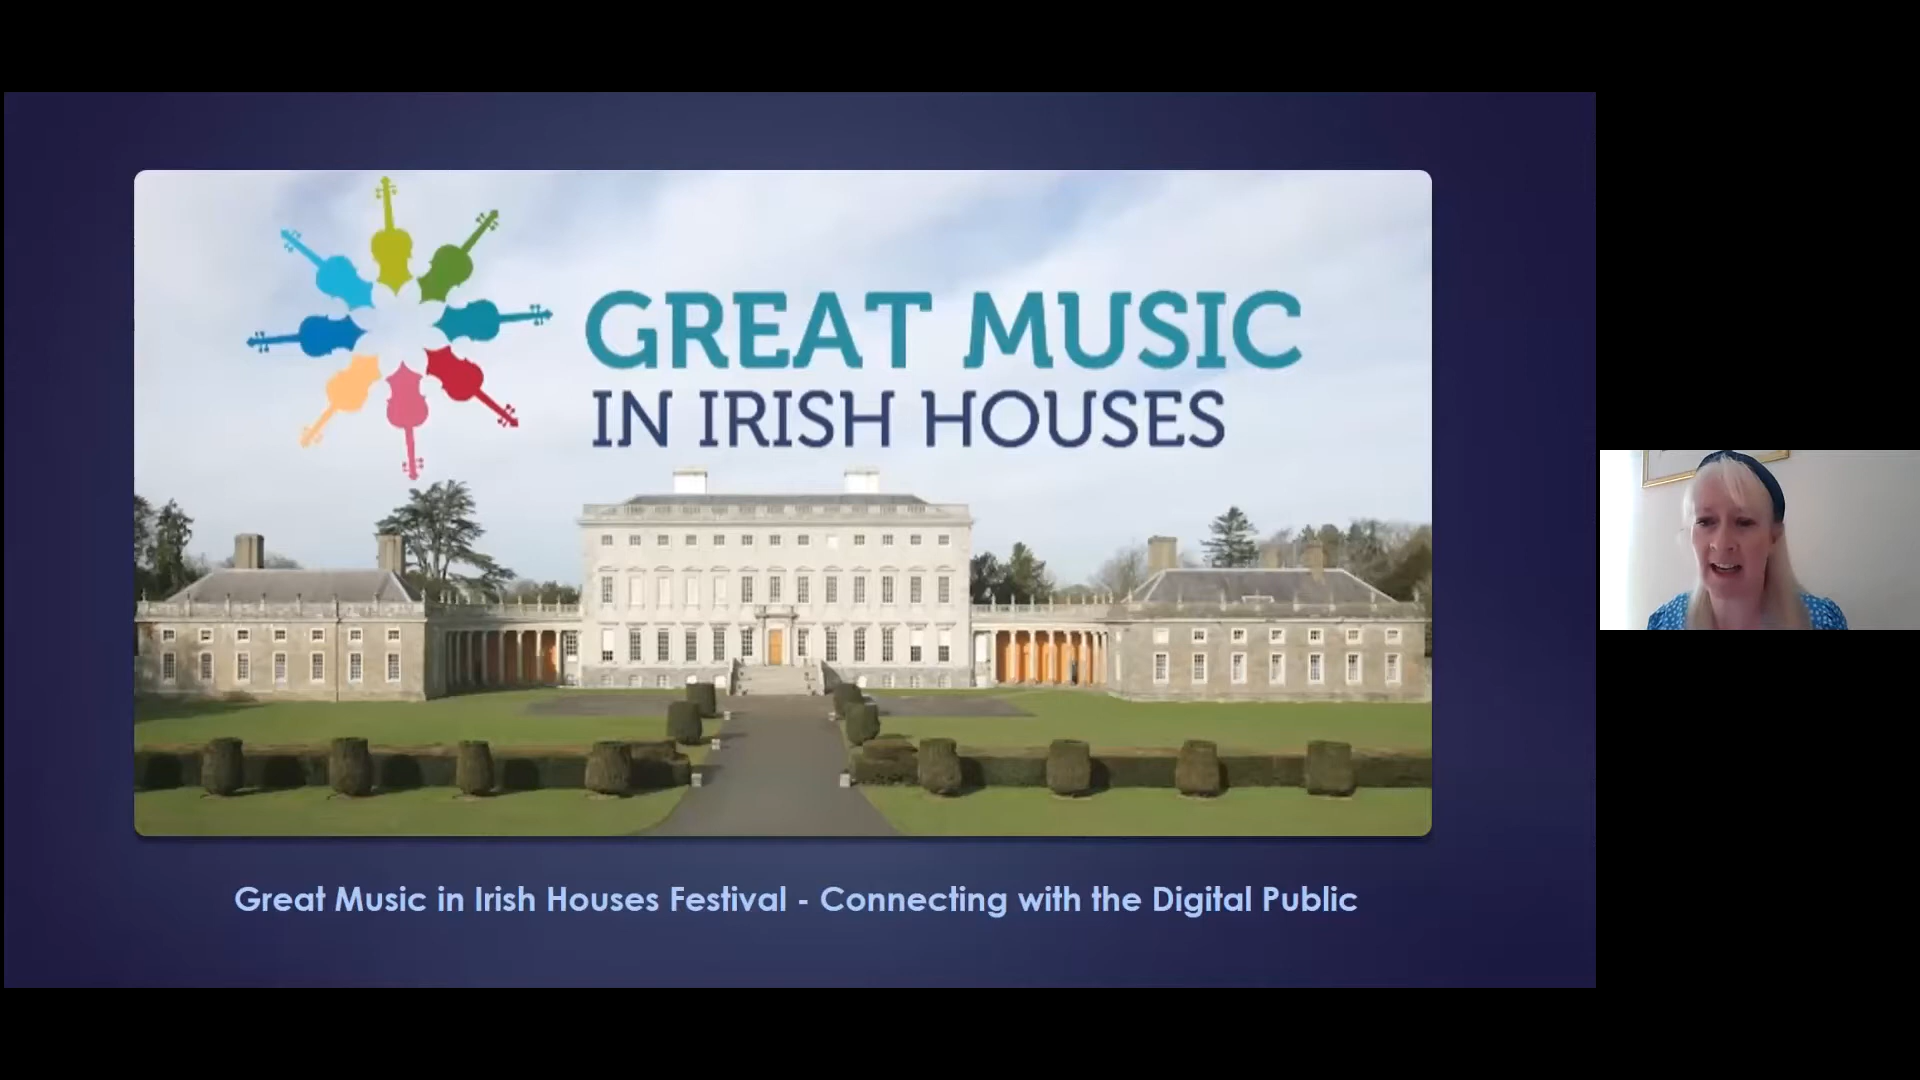 GREAT MUSIC
IN IRISH HOUSES
Great Music in Irish Houses Festival - Connecting with the Digital Public